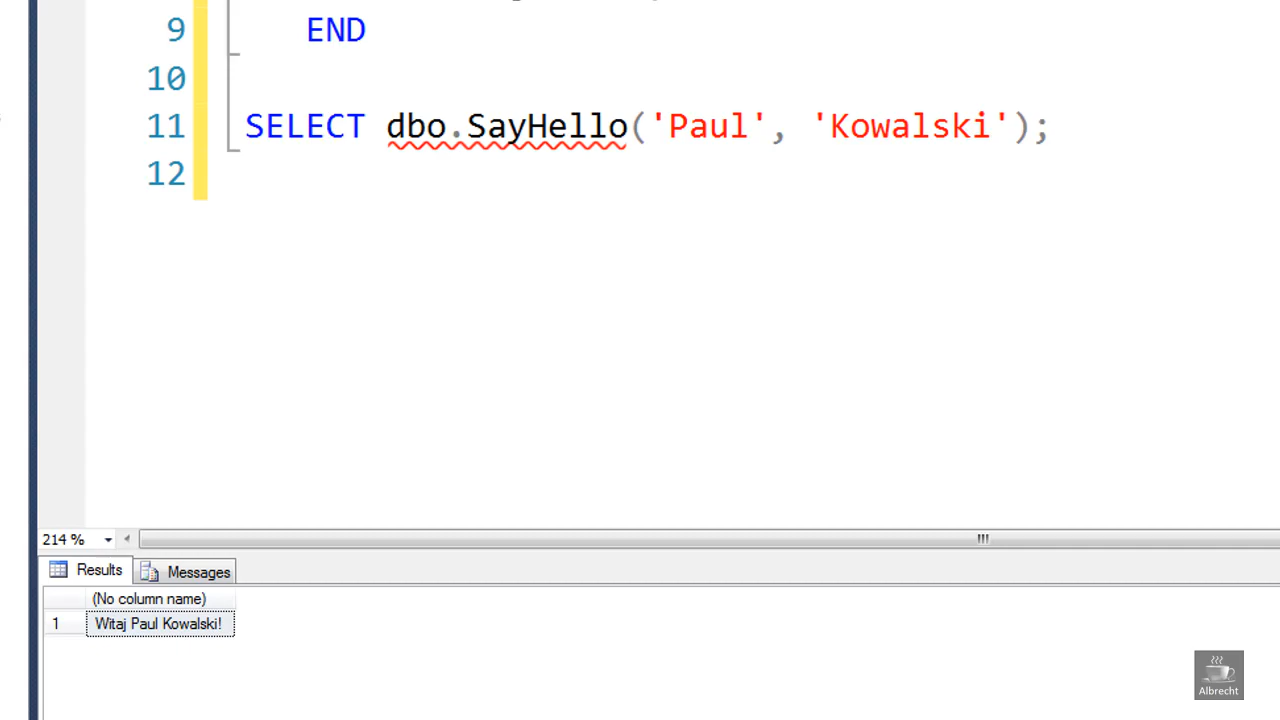 9 END
10
11 SELECT dbo.SayHello('Paul', 'Kowalski');
12
214 %
Results Messages
(No column name)
1 Witaj Paul Kowalski!
Albrecht